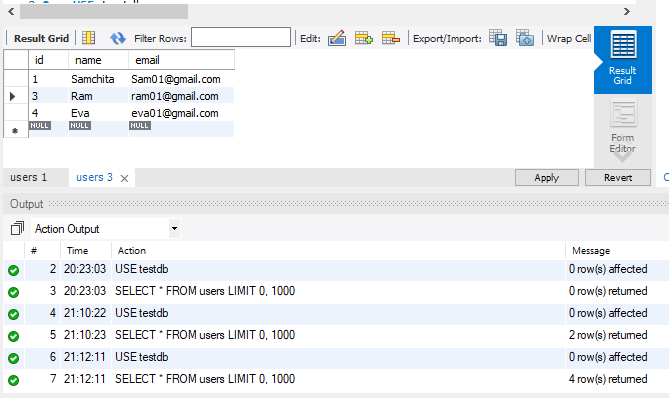 Result Grid Filter Rows: Edit: Export/Import: Wrap Cell
id name email
1 Samchita Sam01@gmail.com
3 Ram ram01@gmail.com
4 Eva eva01@gmail.com
NULL NULL NULL
Result
Grid
Form
Editor
users 1 users 3 Apply Revert
Output
Action Output
# Time Action Message
2 20:23:03 USE testdb 0 row(s) affected
3 20:23:03 SELECT * FROM users LIMIT 0, 1000 0 row(s) returned
4 21:10:22 USE testdb 0 row(s) affected
5 21:10:23 SELECT * FROM users LIMIT 0, 1000 2 row(s) returned
6 21:12:11 USE testdb 0 row(s) affected
7 21:12:11 SELECT * FROM users LIMIT 0, 1000 4 row(s) returned